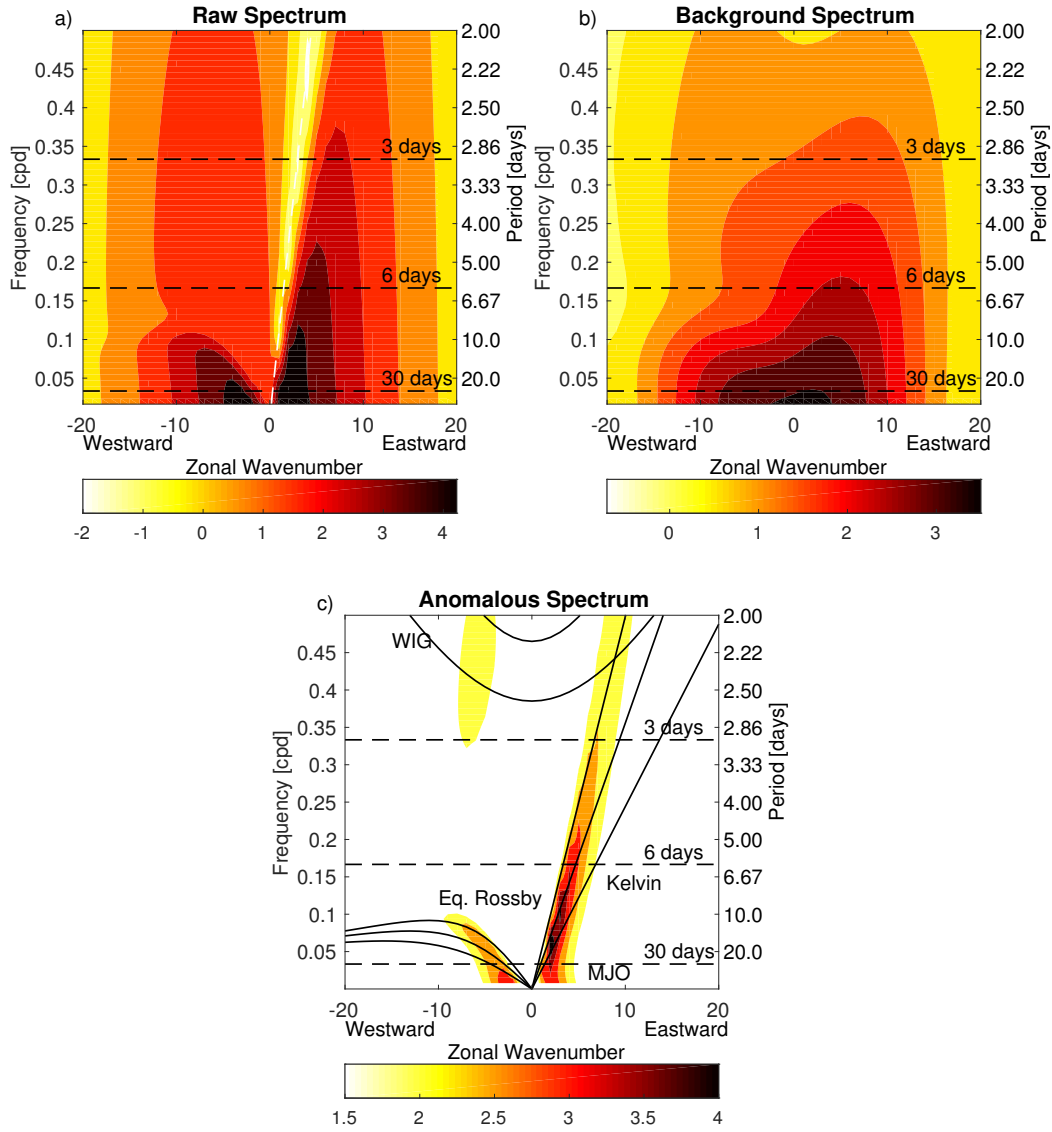 a)
Raw Spectrum
Frequency [cpd]
0.45
0.4
0.35
0.3
0.25
0.2
0.15
0.1
0.05
2.00
2.22
2.50
2.86
3.33
4.00
5.00
6.67
10.0
20.0
Period [days]
3 days
6 days
30 days
-20
-10
0
10
20
Westward
Eastward
Zonal Wavenumber
-2
-1
0
1
2
3
4
b)
Background Spectrum
Frequency [cpd]
0.45
0.4
0.35
0.3
0.25
0.2
0.15
0.1
0.05
2.00
2.22
2.50
2.86
3.33
4.00
5.00
6.67
10.0
20.0
Period [days]
3 days
6 days
30 days
-20
-10
0
10
20
Westward
Eastward
Zonal Wavenumber
0
1
2
3
c)
Anomalous Spectrum
Frequency [cpd]
0.45
0.4
0.35
0.3
0.25
0.2
0.15
0.1
0.05
2.00
2.22
2.50
2.86
3.33
4.00
5.00
6.67
10.0
20.0
Period [days]
WIG
3 days
6 days
Kelvin
Eq. Rossby
30 days
MJO
-20
-10
0
10
20
Westward
Eastward
Zonal Wavenumber
1.5
2
2.5
3
3.5
4